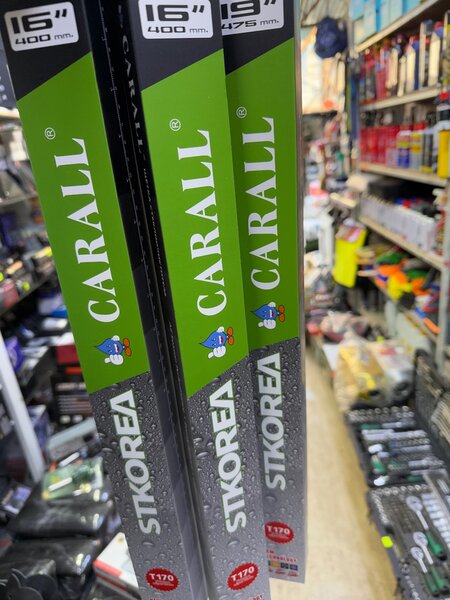 16"
400 mm.
CARALL®
STKOREA
T170
16"
400 mm.
CARALL®
STKOREA
T170
19"
475 mm.
CARALL®
STKOREA
T170